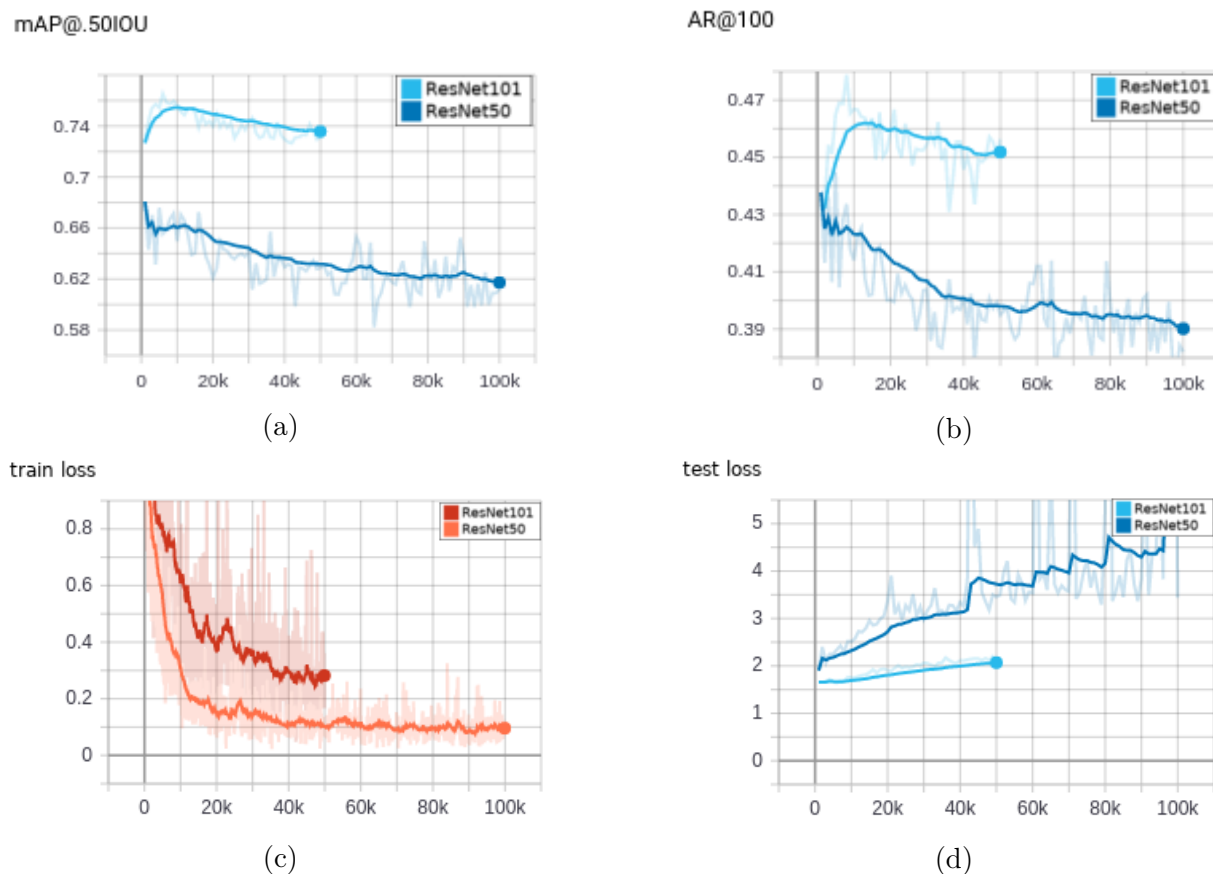 mAP@.50IOU
ResNet101
ResNet50
0.74
0.7
0.66
0.62
0.58
0 20k 40k 60k 80k 100k
(a)
AR@100
ResNet101
ResNet50
0.47
0.45
0.43
0.41
0.39
0 20k 40k 60k 80k 100k
(b)
train loss
ResNet101
ResNet50
0.8
0.6
0.4
0.2
0
0 20k 40k 60k 80k 100k
(c)
test loss
ResNet101
ResNet50
5
4
3
2
1
0
0 20k 40k 60k 80k 100k
(d)